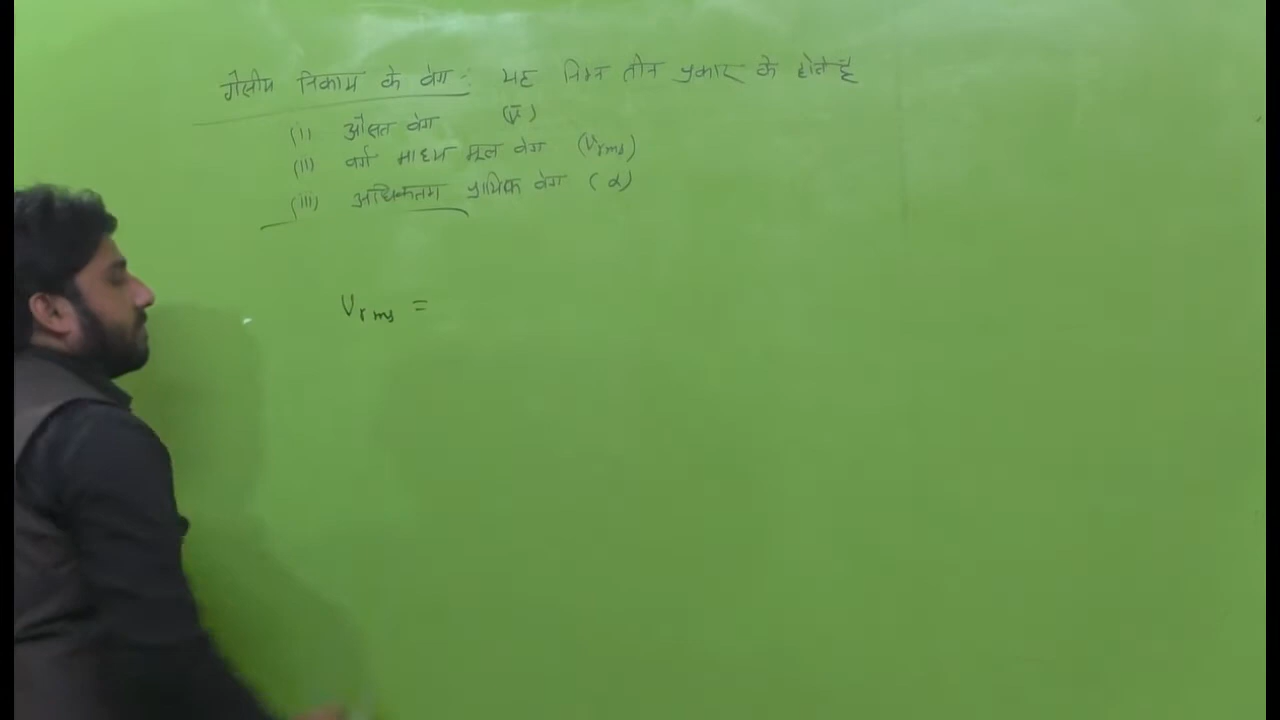 गैसीय निकाय के वेग : यह निम्न तीन प्रकार के होते है
(i) औसत वेग (v̄)
(ii) वर्ग माध्य मूल वेग (Vrms)
(iii) अधिकतम प्रायिक वेग (α)
Vrms =